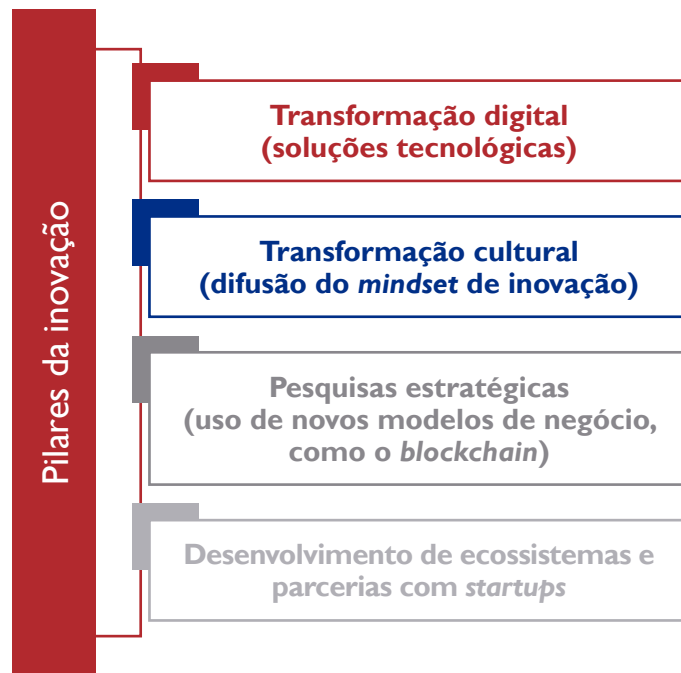 Pilares da inovação
Transformação digital
(soluções tecnológicas)
Transformação cultural
(difusão do mindset de inovação)
Pesquisas estratégicas
(uso de novos modelos de negócio,
como o blockchain)
Desenvolvimento de ecossistemas e
parcerias com startups